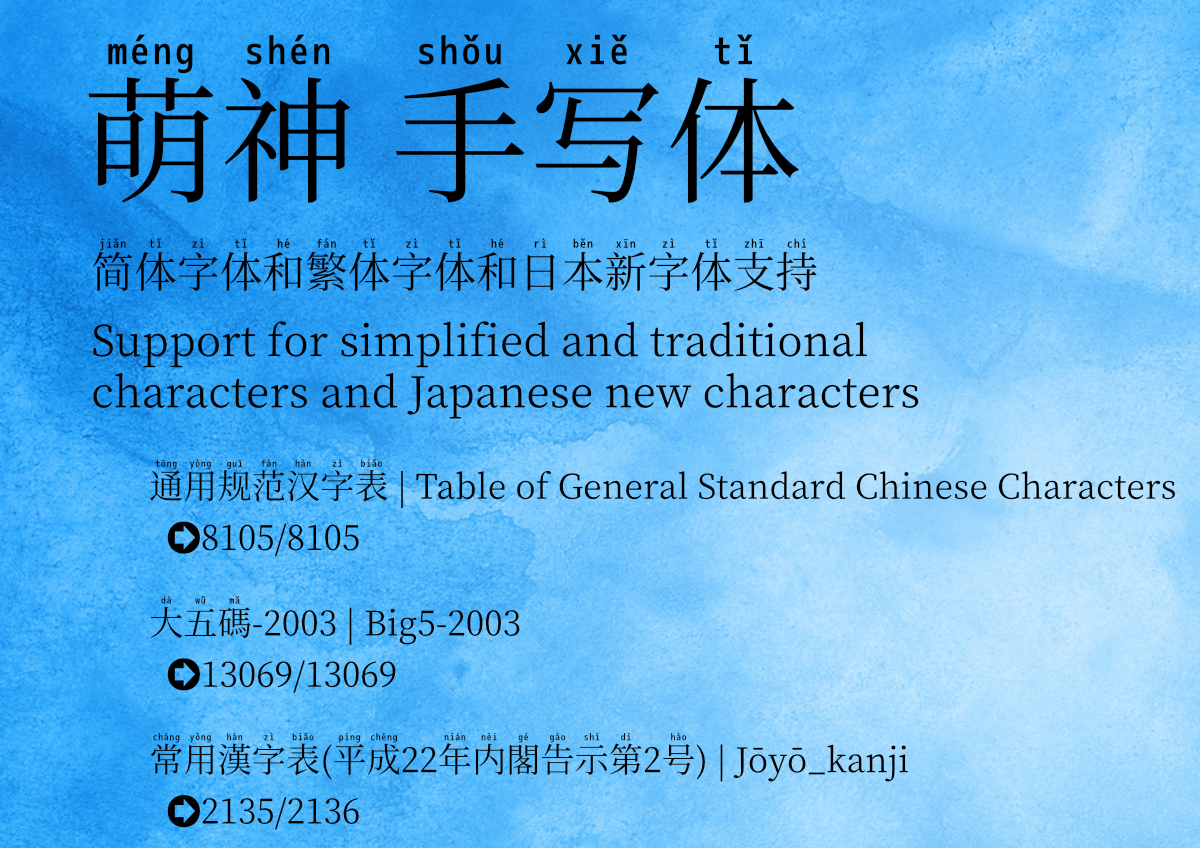 méng shén shǒu xiě tǐ
萌神 手写体
jiǎn tǐ zì tǐ hé fán tǐ zì tǐ hé rì běn xīn zì tǐ zhī chí
简体字体和繁体字体和日本新字体支持
Support for simplified and traditional
characters and Japanese new characters
tōng yòng guī fàn hàn zì biǎo
通用规范汉字表 | Table of General Standard Chinese Characters
8105/8105
dà wǔ mǎ
大五碼-2003 | Big5-2003
13069/13069
cháng yòng hàn zì biǎo píng chéng nián nèi gé gào shì dì hào
常用漢字表(平成22年内閣告示第2号) | Jōyō_kanji
2135/2136